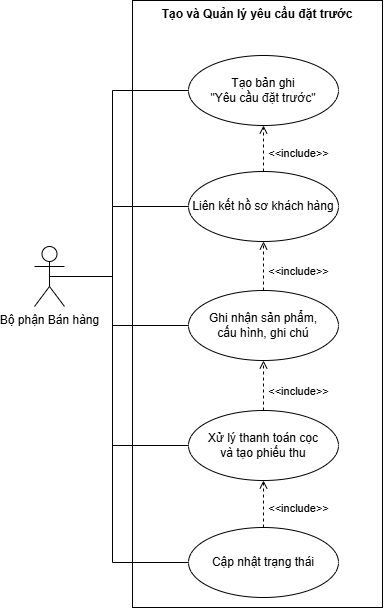 Tạo và Quản lý yêu cầu đặt trước
Tạo bản ghi
"Yêu cầu đặt trước"
<<include>>
Liên kết hồ sơ khách hàng
<<include>>
Bộ phận Bán hàng
Ghi nhận sản phẩm,
cấu hình, ghi chú
<<include>>
Xử lý thanh toán cọc
và tạo phiếu thu
<<include>>
Cập nhật trạng thái